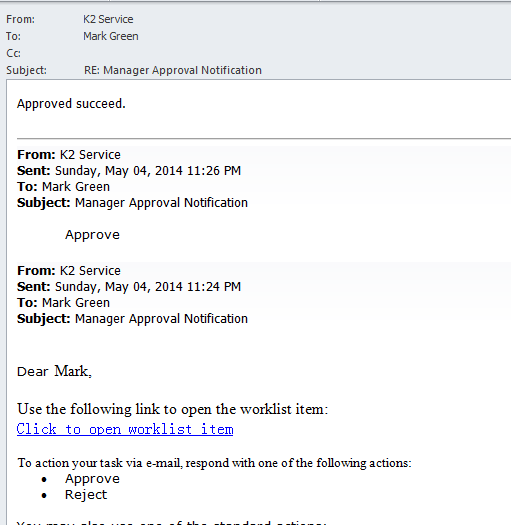 From: K2 Service
To: Mark Green
Cc:
Subject: RE: Manager Approval Notification
Approved succeed.
From: K2 Service
Sent: Sunday, May 04, 2014 11:26 PM
To: Mark Green
Subject: Manager Approval Notification
Approve
From: K2 Service
Sent: Sunday, May 04, 2014 11:24 PM
To: Mark Green
Subject: Manager Approval Notification
Dear Mark,
Use the following link to open the worklist item:
Click to open worklist item
To action your task via e-mail, respond with one of the following actions:
• Approve
• Reject
You may also use one of the standard actions: